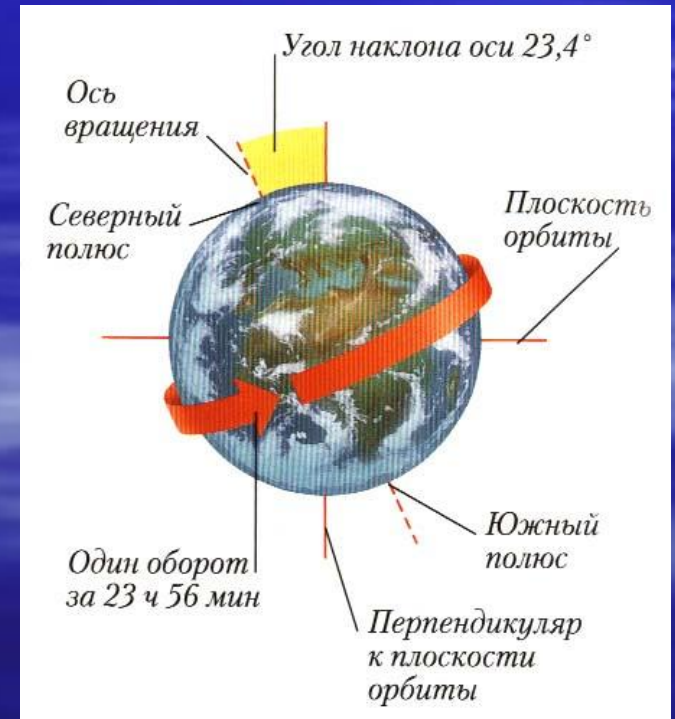 Угол наклона оси 23,4°
Ось
вращения
Северный
полюс
Плоскость
орбиты
Южный
полюс
Один оборот
за 23 ч 56 мин
Перпендикуляр
к плоскости
орбиты